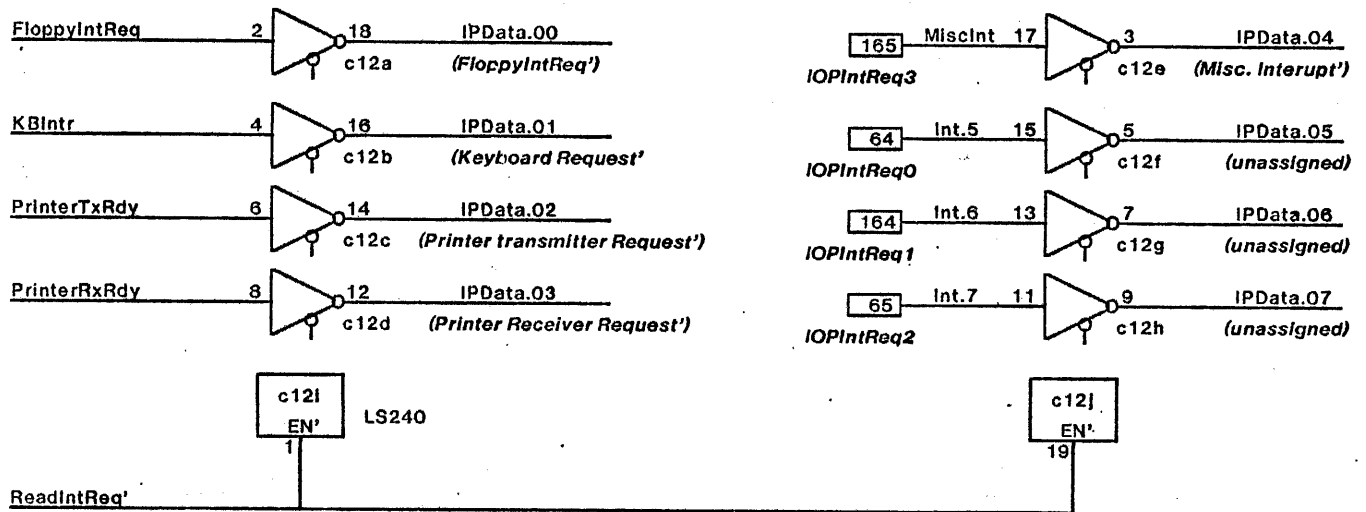 FloppyIntReq 2 18 IPData.00
c12a (FloppyIntReq')
KBIntr 4 16 IPData.01
c12b (Keyboard Request'
PrinterTxRdy 6 14 IPData.02
c12c (Printer transmitter Request')
PrinterRxRdy 8 12 IPData.03
c12d (Printer Receiver Request')
165 MiscInt 17 3 IPData.04
IOPIntReq3 c12e (Misc. Interupt')
64 Int.5 15 5 IPData.05
IOPIntReq0 c12f (unassigned)
164 Int.6 13 7 IPData.06
IOPIntReq1 c12g (unassigned)
65 Int.7 11 9 IPData.07
IOPIntReq2 c12h (unassigned)
c12i
EN' LS240
1
c12j
EN'
19
ReadIntReq'